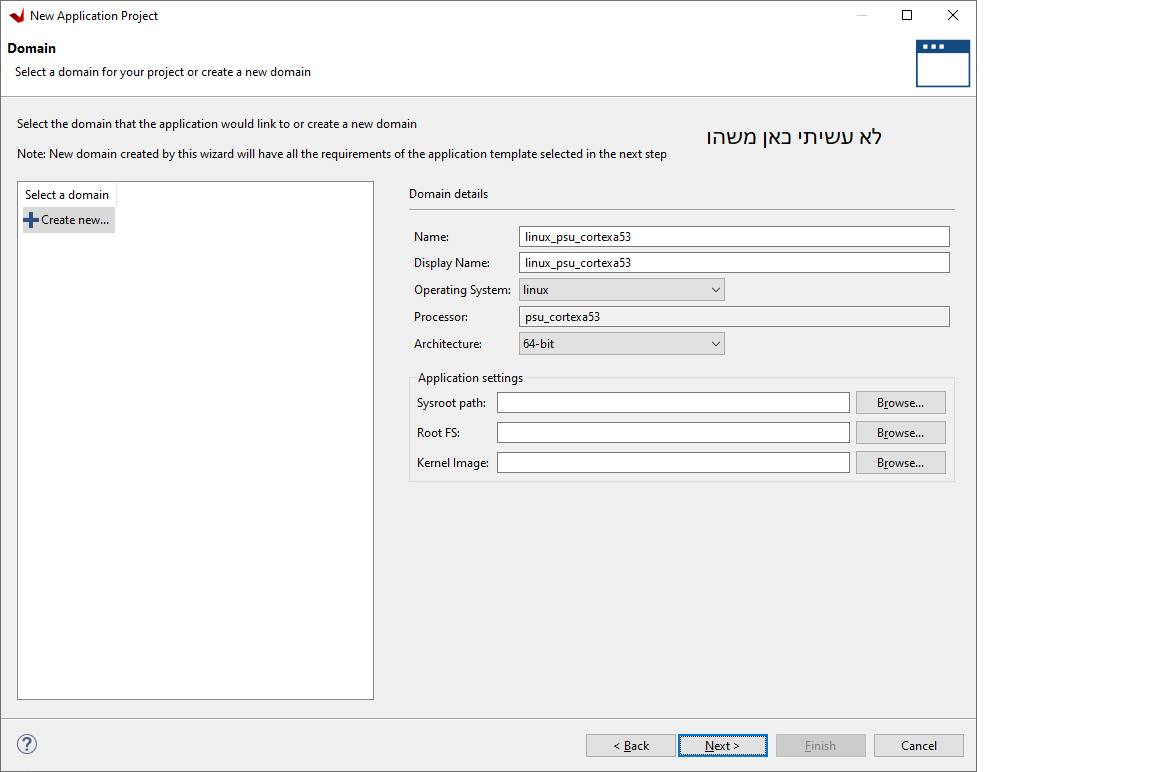 New Application Project
Domain
Select a domain for your project or create a new domain
Select the domain that the application would link to or create a new domain
לא עשיתי כאן משהו
Note: New domain created by this wizard will have all the requirements of the application template selected in the next step
Select a domain
Create new...
Domain details
Name: linux_psu_cortexa53
Display Name: linux_psu_cortexa53
Operating System: linux
Processor: psu_cortexa53
Architecture: 64-bit
Application settings
Sysroot path: Browse...
Root FS: Browse...
Kernel Image: Browse...
? < Back Next > Finish Cancel